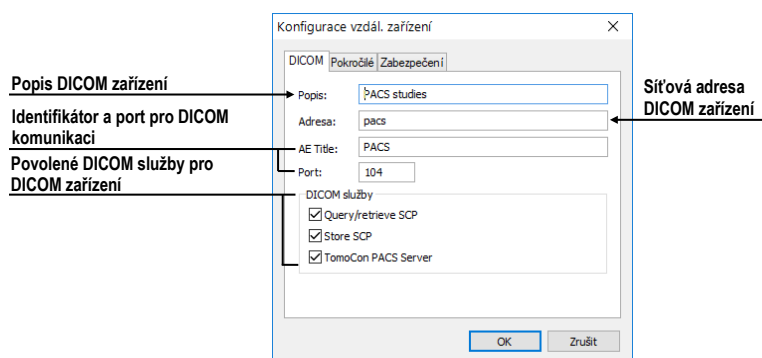 Konfigurace vzdál. zařízení
DICOM Pokročilé Zabezpečení
Popis DICOM zařízení
Popis: PACS studies
Síťová adresa
DICOM zařízení
Identifikátor a port pro DICOM
komunikaci
Adresa: pacs
AE Title: PACS
Povolené DICOM služby pro
DICOM zařízení
Port: 104
DICOM služby
Query/retrieve SCP
Store SCP
TomoCon PACS Server
OK Zrušit